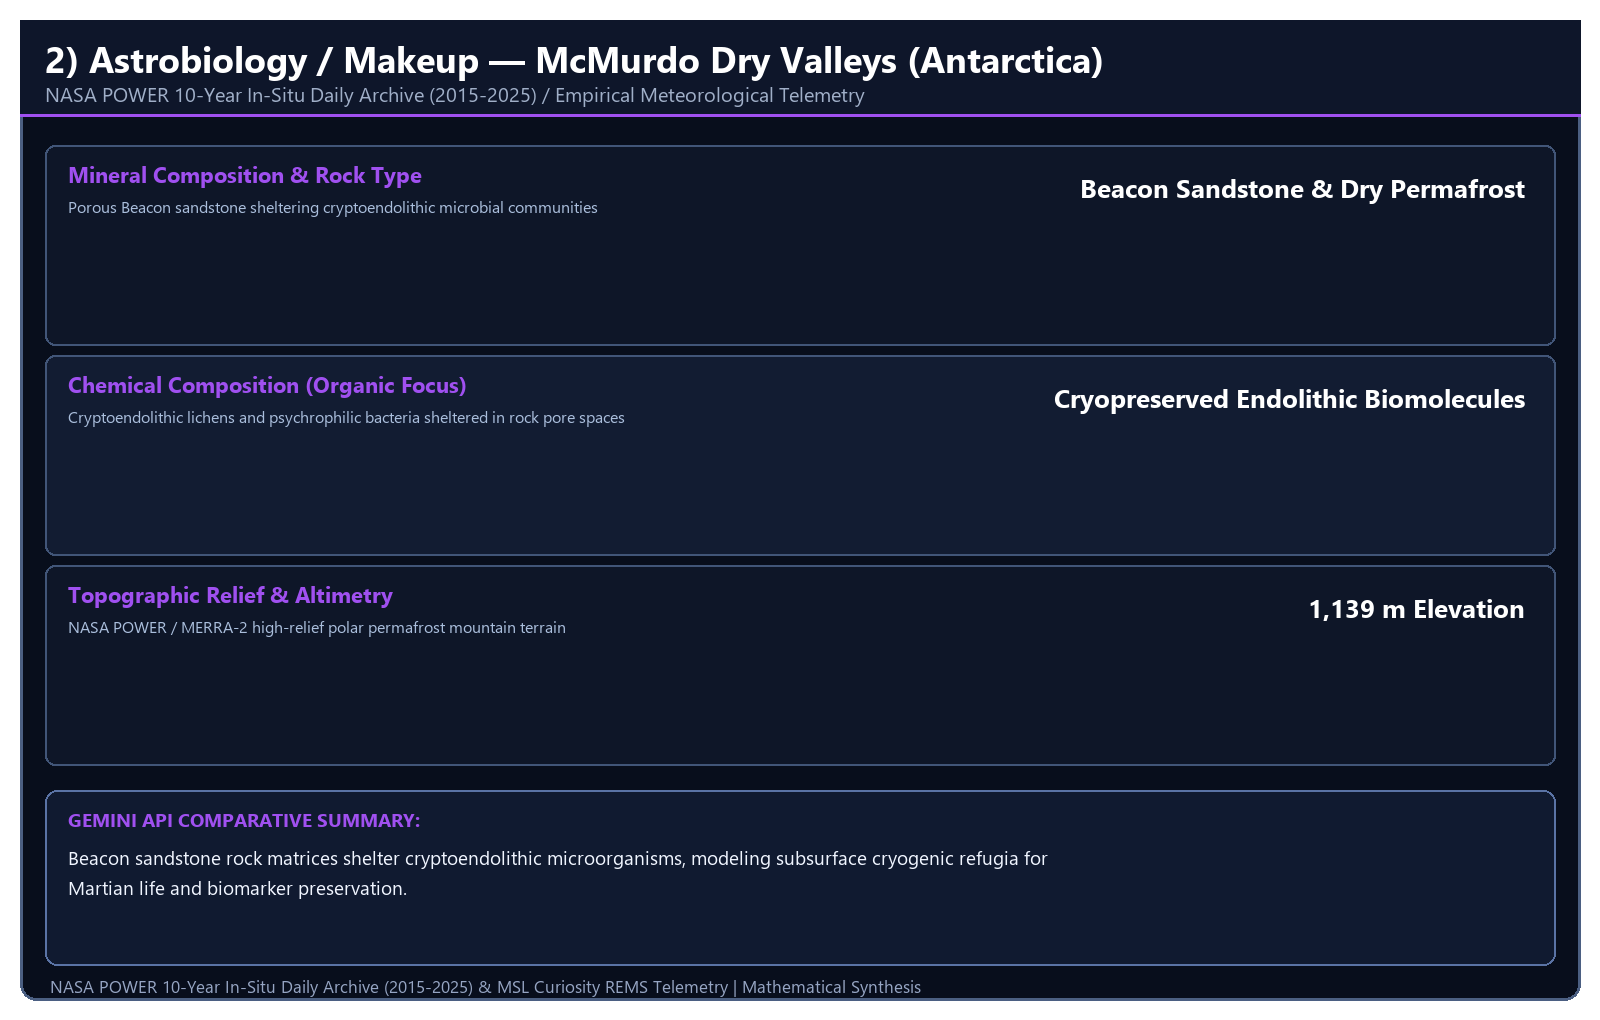 2) Astrobiology / Makeup — McMurdo Dry Valleys (Antarctica)
NASA POWER 10-Year In-Situ Daily Archive (2015-2025) / Empirical Meteorological Telemetry
Mineral Composition & Rock Type
Beacon Sandstone & Dry Permafrost
Porous Beacon sandstone sheltering cryptoendolithic microbial communities
Chemical Composition (Organic Focus)
Cryopreserved Endolithic Biomolecules
Cryptoendolithic lichens and psychrophilic bacteria sheltered in rock pore spaces
Topographic Relief & Altimetry
1,139 m Elevation
NASA POWER / MERRA-2 high-relief polar permafrost mountain terrain
GEMINI API COMPARATIVE SUMMARY:
Beacon sandstone rock matrices shelter cryptoendolithic microorganisms, modeling subsurface cryogenic refugia for
Martian life and biomarker preservation.
NASA POWER 10-Year In-Situ Daily Archive (2015-2025) & MSL Curiosity REMS Telemetry | Mathematical Synthesis